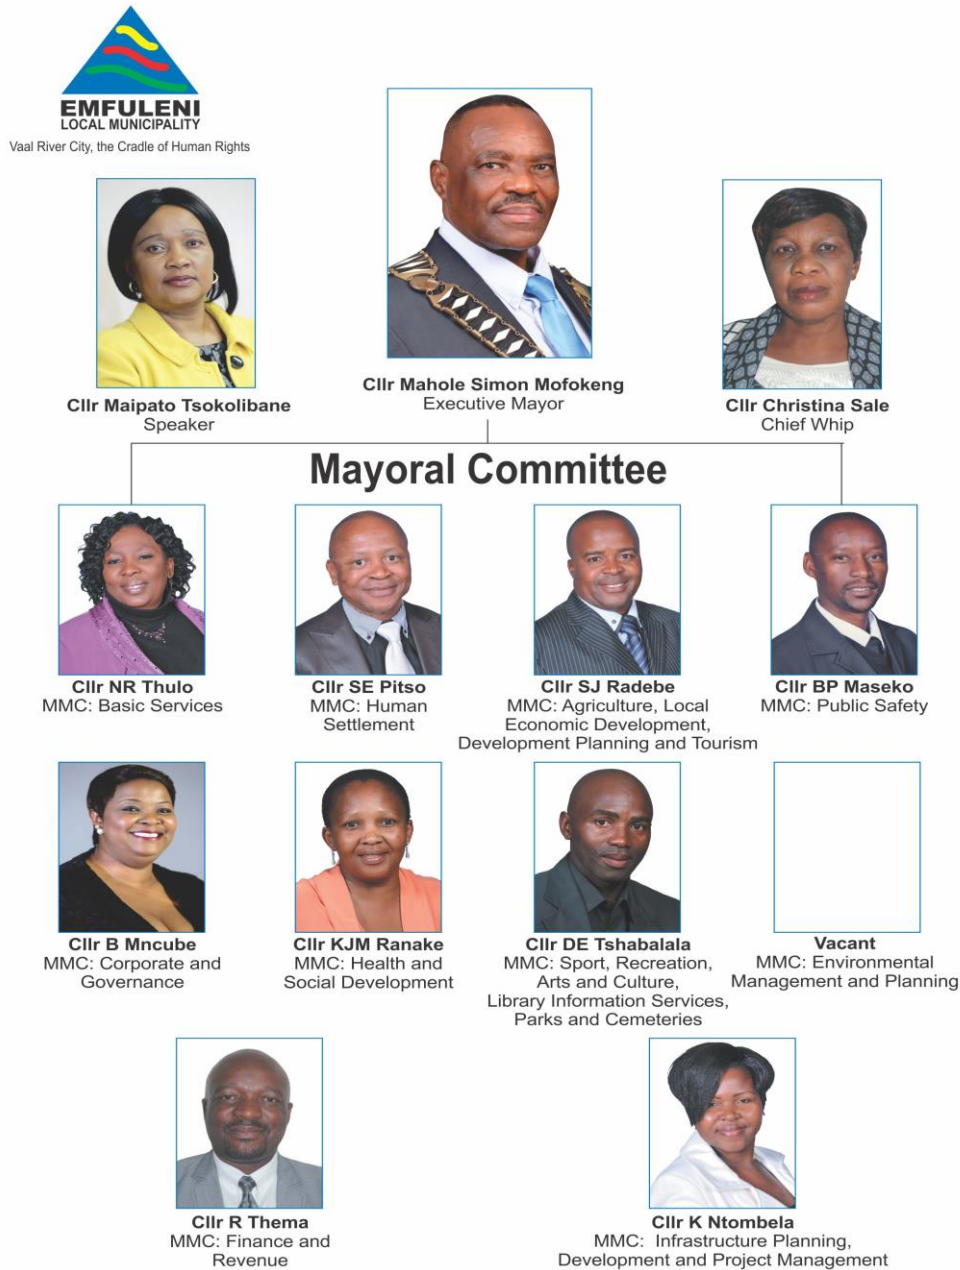 EMFULENI
LOCAL MUNICIPALITY
Vaal River City, the Cradle of Human Rights
Cllr Mahole Simon Mofokeng
Executive Mayor
Cllr Maipato Tsokolibane
Speaker
Cllr Christina Sale
Chief Whip
Mayoral Committee
Cllr NR Thulo
MMC: Basic Services
Cllr SE Pitso
MMC: Human
Settlement
Cllr SJ Radebe
MMC: Agriculture, Local
Economic Development,
Development Planning and Tourism
Cllr BP Maseko
MMC: Public Safety
Cllr B Mncube
MMC: Corporate and
Governance
Cllr KJM Ranake
MMC: Health and
Social Development
Cllr DE Tshabalala
MMC: Sport, Recreation,
Arts and Culture,
Library Information Services,
Parks and Cemeteries
Vacant
MMC: Environmental
Management and Planning
Cllr R Thema
MMC: Finance and
Revenue
Cllr K Ntombela
MMC:  Infrastructure Planning,
Development and Project Management